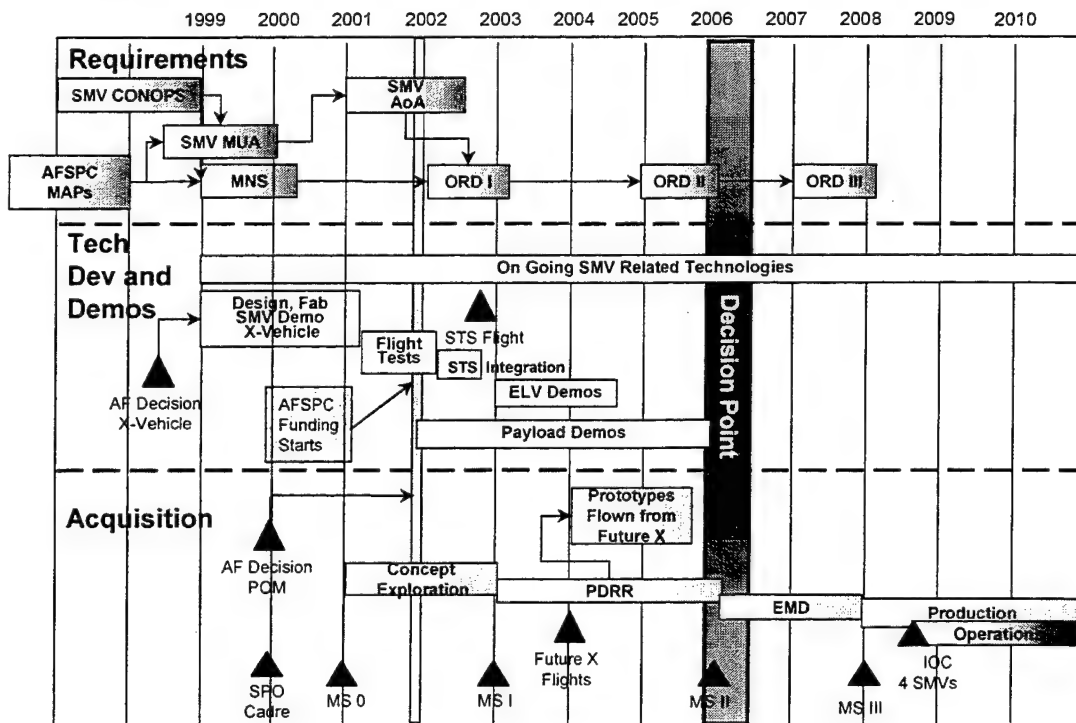 1999 2000 2001 2002 2003 2004 2005 2006 2007 2008 2009 2010
Requirements
SMV CONOPS
SMV
AoA
SMV MUA
AFSPC
MAPs
MNS
ORD I
ORD II
ORD III
Tech
Dev and
Demos
On Going SMV Related Technologies
Design, Fab
SMV Demo
X-Vehicle
STS Flight
Flight
Tests
STS Integration
ELV Demos
AF Decision
X-Vehicle
AFSPC
Funding
Starts
Payload Demos
Decision Point
Acquisition
Prototypes
Flown from
Future X
AF Decision
POM
Concept
Exploration
PDRR
EMD
Production
Operations
SPO
Cadre
MS 0
MS I
Future X
Flights
MS II
MS III
IOC
4 SMVs